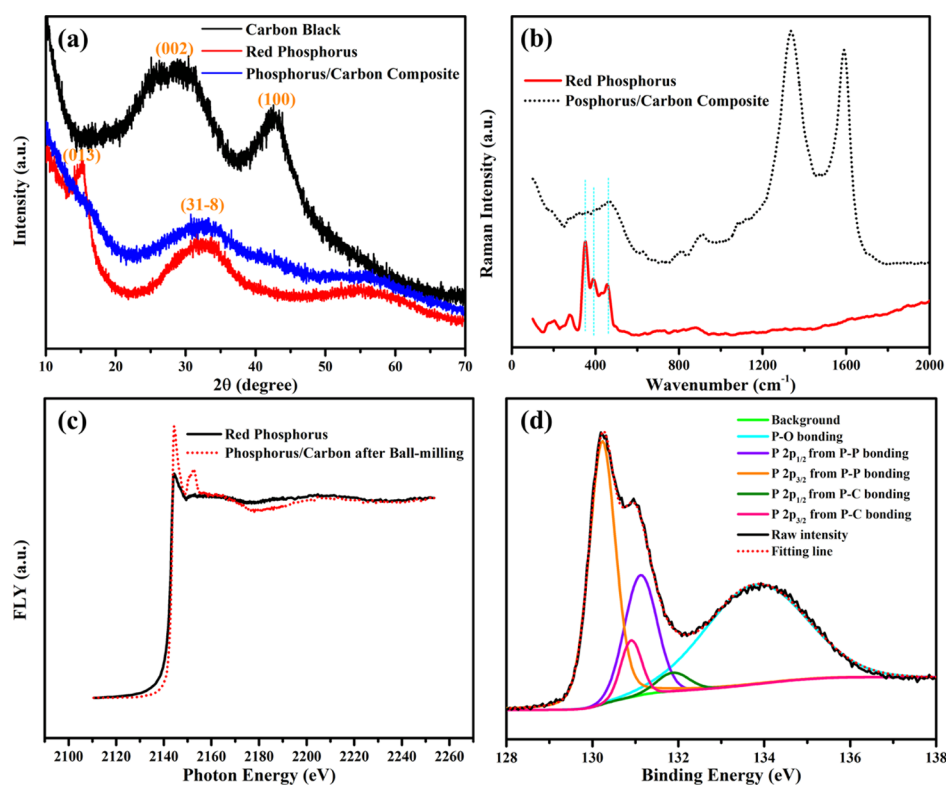 (a)
Carbon Black
Red Phosphorus
Phosphorus/Carbon Composite
(002)
(100)
(013)
(31-8)
Intensity (a.u.)
10 20 30 40 50 60 70
2θ (degree)
(b)
Red Phosphorus
Posphorus/Carbon Composite
Raman Intensity (a.u.)
0 400 800 1200 1600 2000
Wavenumber (cm-1)
(c)
Red Phosphorus
Phosphorus/Carbon after Ball-milling
FLY (a.u.)
2100 2120 2140 2160 2180 2200 2220 2240 2260
Photon Energy (eV)
(d)
Background
P-O bonding
P 2p1/2 from P-P bonding
P 2p3/2 from P-P bonding
P 2p1/2 from P-C bonding
P 2p3/2 from P-C bonding
Raw intensity
Fitting line
128 130 132 134 136 138
Binding Energy (eV)